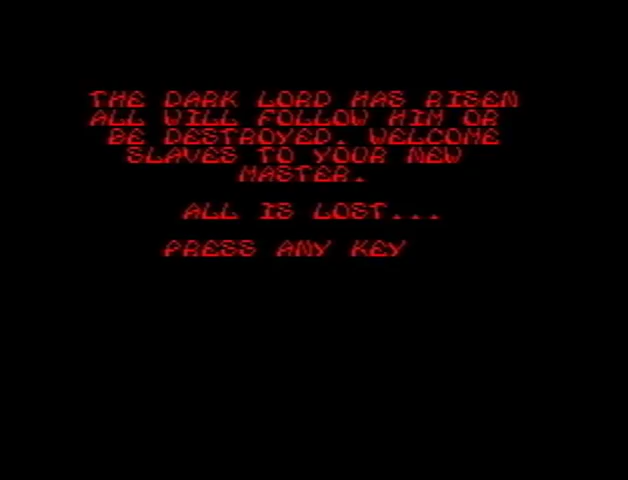 THE DARK LORD HAS RISEN
ALL WILL FOLLOW HIM OR
BE DESTROYED. WELCOME
SLAVES TO YOUR NEW
MASTER.
ALL IS LOST...
PRESS ANY KEY